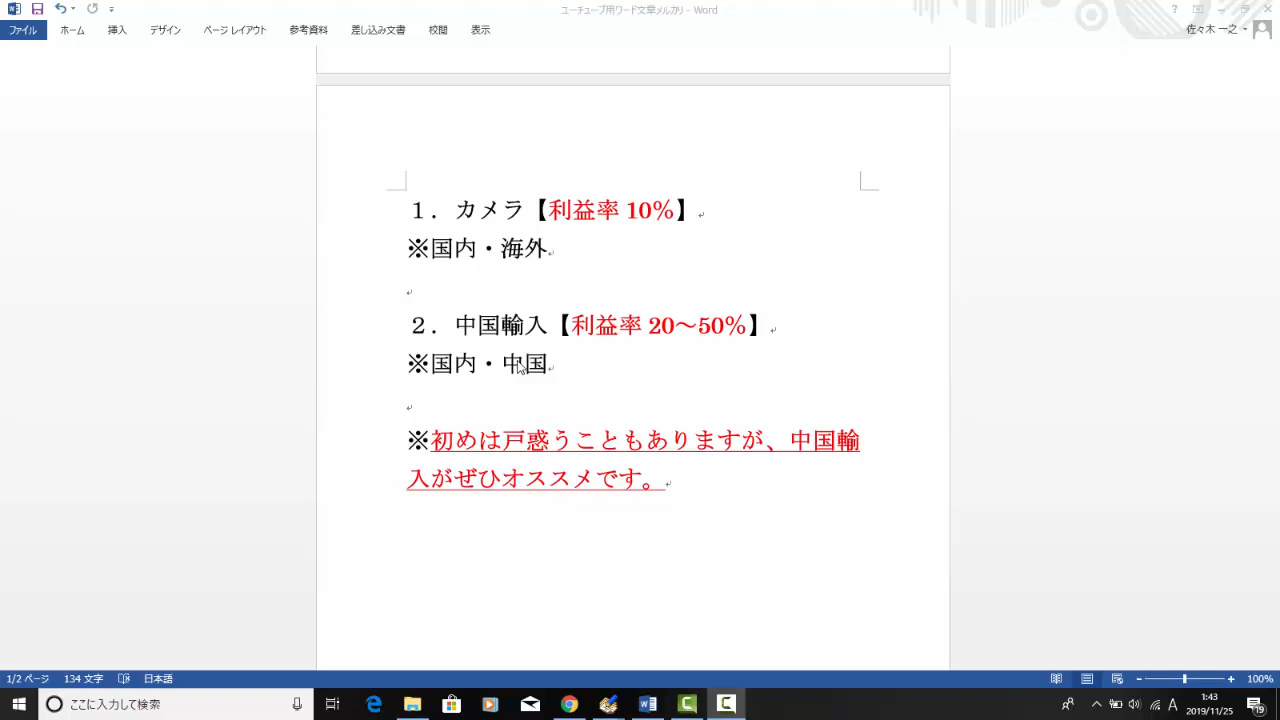 ユーチューブ用ワード文章メルカリ - Word
ファイル ホーム 挿入 デザイン ページ レイアウト 参考資料 差し込み文書 校閲 表示 佐々木 一之
１．カメラ【利益率 10%】
※国内・海外
２．中国輸入【利益率 20～50%】
※国内・中国
※初めは戸惑うこともありますが、中国輸
入がぜひオススメです。
1/2 ページ 134 文字 日本語 100%
ここに入力して検索
A
1:43
2019/11/25